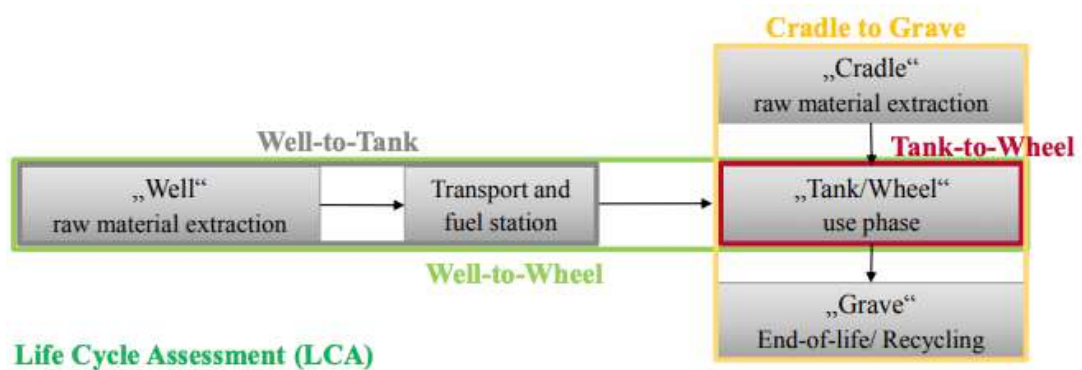 Cradle to Grave
„Cradle“
raw material extraction
Well-to-Tank
Tank-to-Wheel
„Well“
raw material extraction
Transport and
fuel station
„Tank/Wheel“
use phase
Well-to-Wheel
„Grave“
End-of-life/ Recycling
Life Cycle Assessment (LCA)